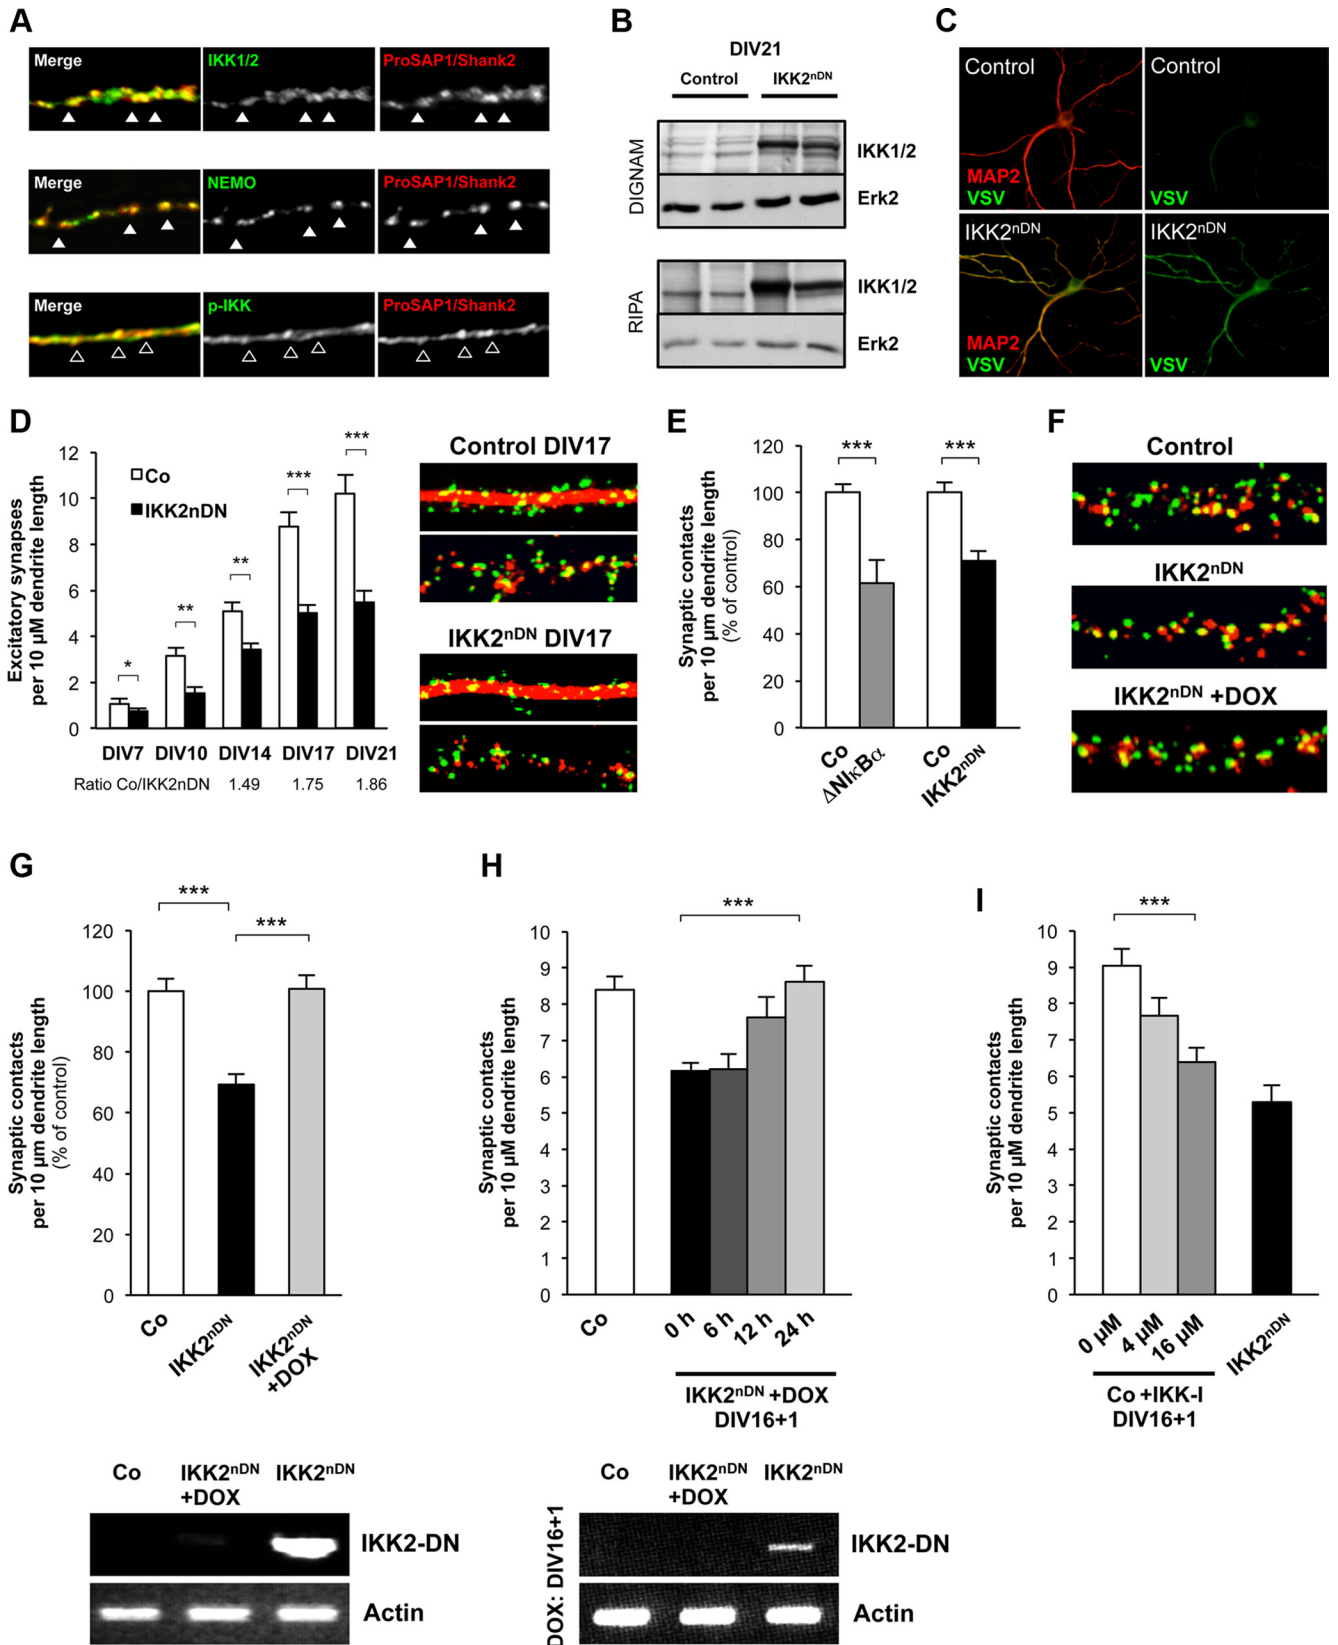 A
Merge
IKK1/2
ProSAP1/Shank2
Merge
NEMO
ProSAP1/Shank2
Merge
p-IKK
ProSAP1/Shank2
B
DIV21
Control
IKK2nDN
DIGNAM
IKK1/2
Erk2
RIPA
IKK1/2
Erk2
C
Control
Control
MAP2
VSV
VSV
IKK2nDN
IKK2nDN
MAP2
VSV
VSV
D
Excitatory synapses
per 10 µM dendrite length
12
10
8
6
4
2
0
Co
IKK2nDN
*
**
**
***
***
DIV7 DIV10 DIV14 DIV17 DIV21
Ratio Co/IKK2nDN 1.49 1.75 1.86
Control DIV17
IKK2nDN DIV17
E
Synaptic contacts
per 10 µm dendrite length
(% of control)
120
100
80
60
40
20
0
***
***
Co
ΔNIκBα
Co
IKK2nDN
F
Control
IKK2nDN
IKK2nDN +DOX
G
Synaptic contacts
per 10 µm dendrite length
(% of control)
120
100
80
60
40
20
0
***
***
Co
IKK2nDN
IKK2nDN
+DOX
Co
IKK2nDN
+DOX
IKK2nDN
IKK2-DN
Actin
H
Synaptic contacts
per 10 µM dendrite length
10
9
8
7
6
5
4
3
2
1
0
***
Co
0 h
6 h
12 h
24 h
IKK2nDN +DOX
DIV16+1
DOX: DIV16+1
Co
IKK2nDN
+DOX
IKK2nDN
IKK2-DN
Actin
I
Synaptic contacts
per 10 µM dendrite length
10
9
8
7
6
5
4
3
2
1
0
***
0 µM
4 µM
16 µM
IKK2nDN
Co +IKK-I
DIV16+1